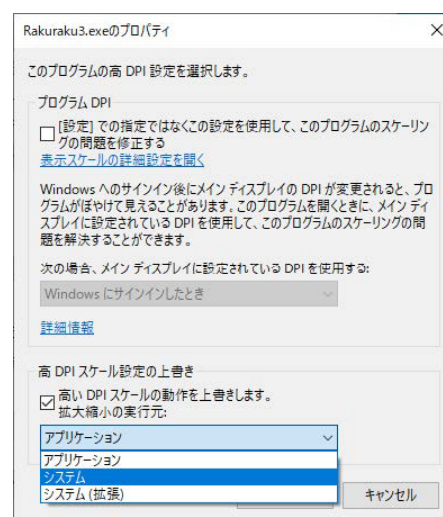 Rakuraku3.exeのプロパティ
このプログラムの高 DPI 設定を選択します。
プログラム DPI
[設定] での指定ではなくこの設定を使用して、このプログラムのスケーリン
グの問題を修正する
表示スケールの詳細設定を開く
Windows へのサインイン後にメイン ディスプレイの DPI が変更されると、プロ
グラムがぼやけて見えることがあります。このプログラムを開くときに、メイン ディ
スプレイに設定されている DPI を使用して、このプログラムのスケーリングの問
題を解決することができます。
次の場合、メイン ディスプレイに設定されている DPI を使用する:
Windows にサインインしたとき
詳細情報
高 DPI スケール設定の上書き
高い DPI スケールの動作を上書きします。
拡大縮小の実行元:
アプリケーション
アプリケーション
システム
システム (拡張)
キャンセル